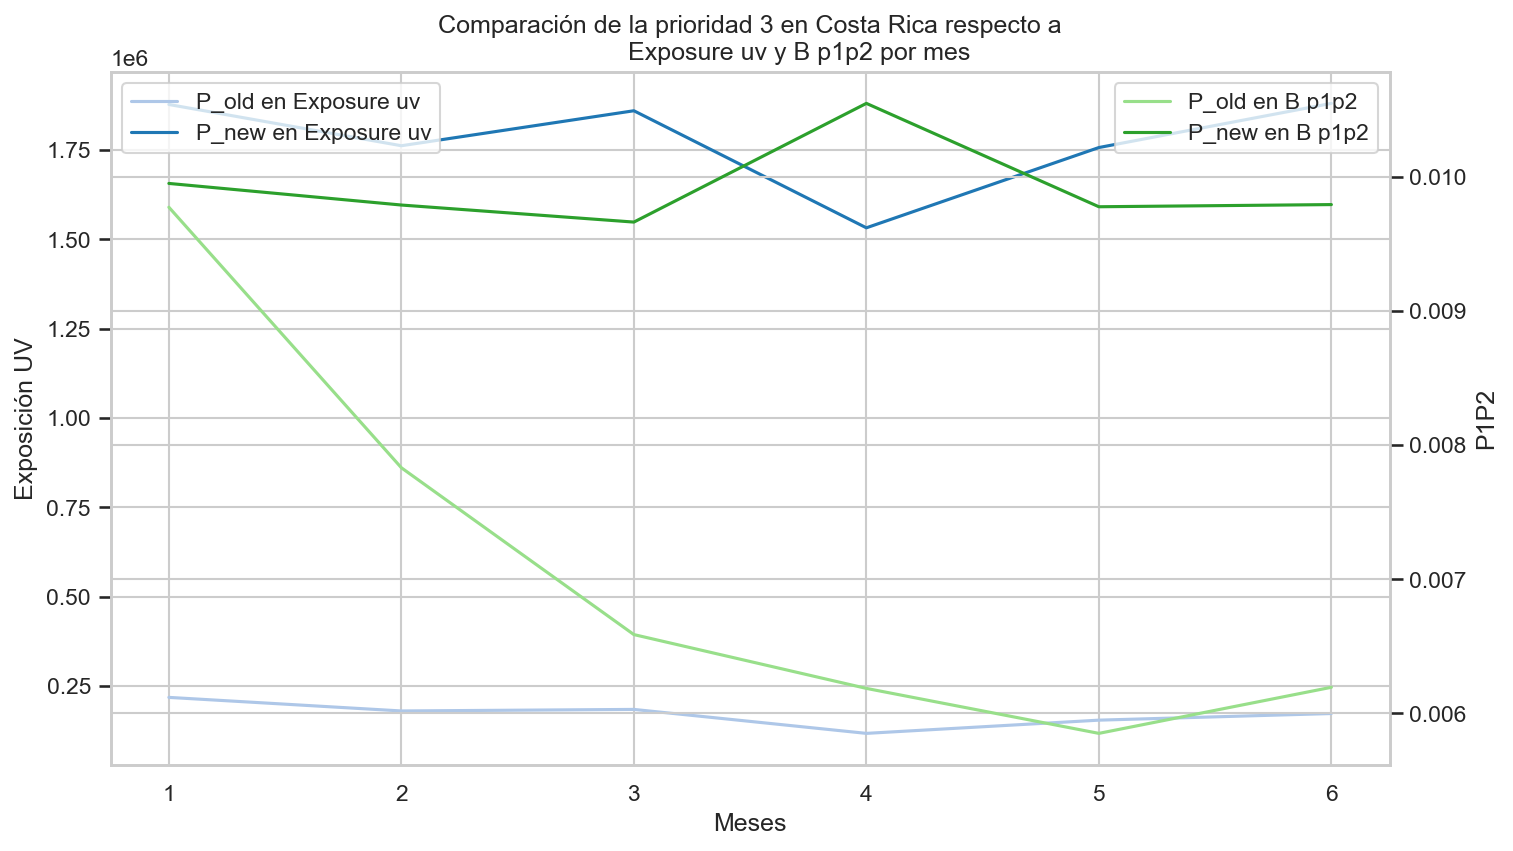 Comparación de la prioridad 3 en Costa Rica respecto a
Exposure uv y B p1p2 por mes
1e6
P_old en Exposure uv
P_new en Exposure uv
P_old en B p1p2
P_new en B p1p2
1.75
1.50
1.25
1.00
0.75
0.50
0.25
Exposición UV
0.010
0.009
0.008
0.007
0.006
P1P2
1 2 3 4 5 6
Meses